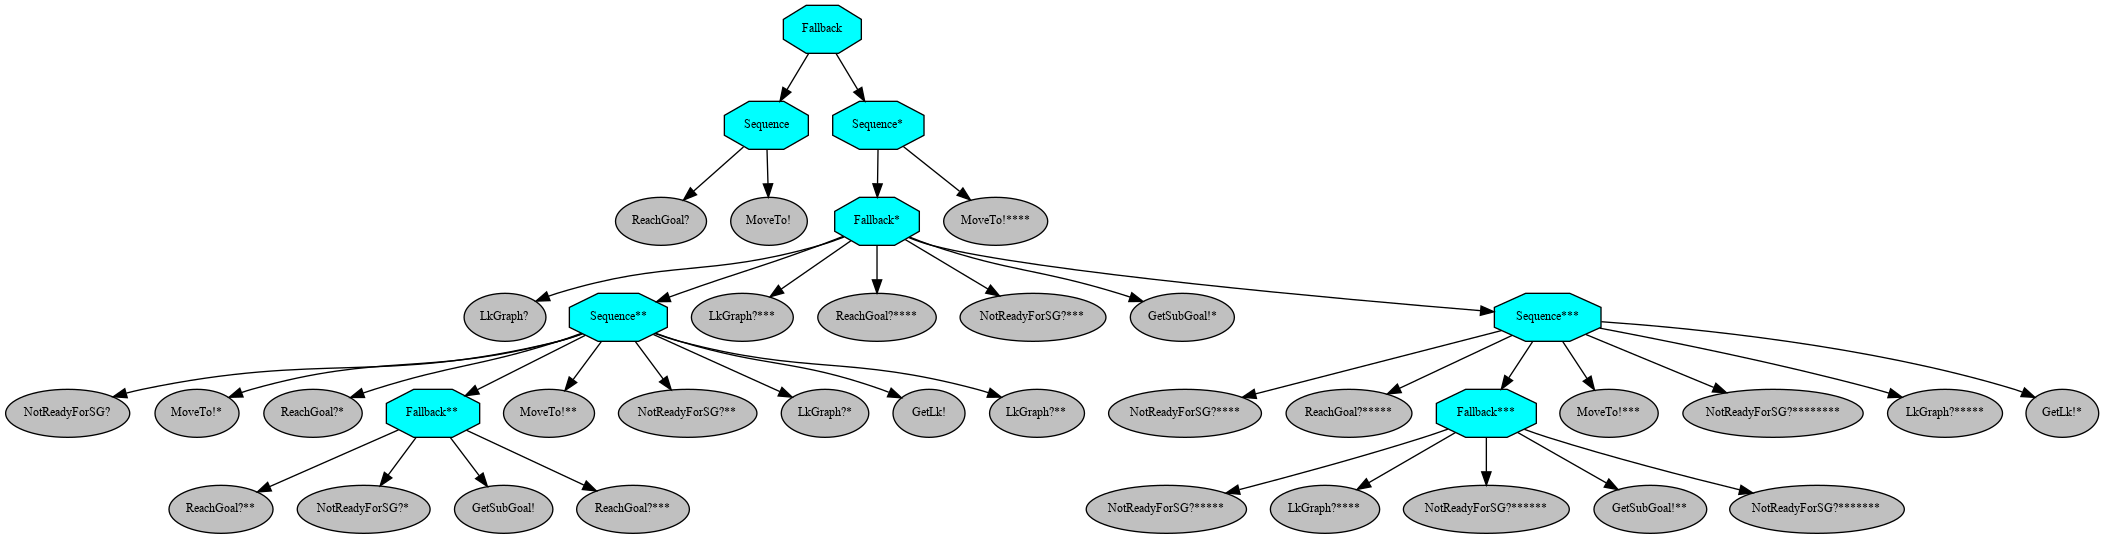 Fallback
Sequence
Sequence*
ReachGoal?
MoveTo!
Fallback*
MoveTo!****
LkGraph?
Sequence**
LkGraph?***
ReachGoal?****
NotReadyForSG?***
GetSubGoal!*
Sequence***
NotReadyForSG?
MoveTo!*
ReachGoal?*
Fallback**
MoveTo!**
NotReadyForSG?**
LkGraph?*
GetLk!
LkGraph?**
NotReadyForSG?****
ReachGoal?*****
Fallback***
MoveTo!***
NotReadyForSG?********
LkGraph?*****
GetLk!*
ReachGoal?**
NotReadyForSG?*
GetSubGoal!
ReachGoal?***
NotReadyForSG?*****
LkGraph?****
NotReadyForSG?******
GetSubGoal!**
NotReadyForSG?*******